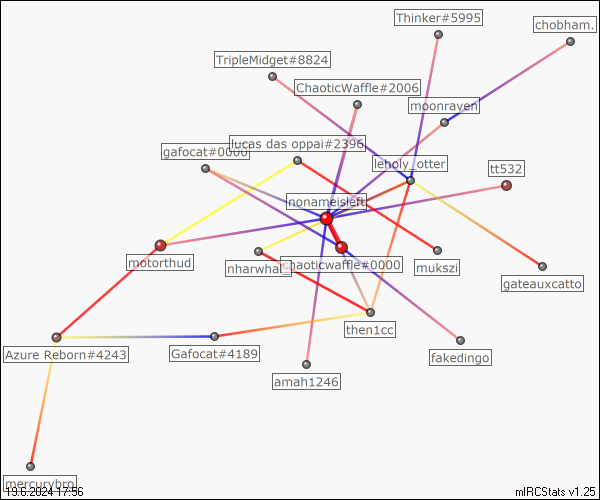 Thinker#5995
chobham.
TripleMidget#8824
ChaoticWaffle#2006
moonraven
lucas das oppai#2396
gafocat#0000
leholy_otter
tt532
nonameisleft
motorthud
nharwhal_
chaoticwaffle#0000
mukszi
gateauxcatto
then1cc
Azure Reborn#4243
Gafocat#4189
fakedingo
amah1246
mercurybro
19.6.2024 17:56
mIRCStats v1.25